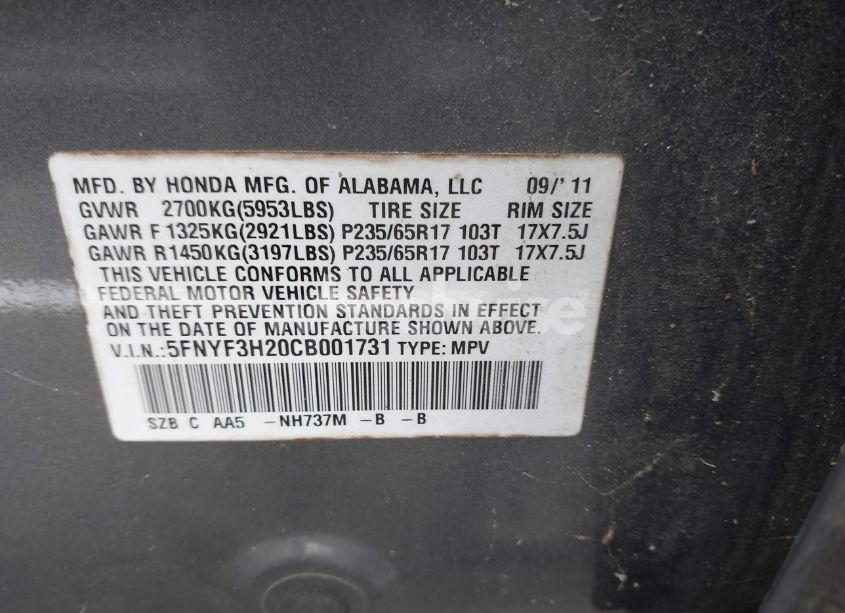 MFD. BY HONDA MFG. OF ALABAMA, LLC 09/'11
GVWR 2700KG(5953LBS) TIRE SIZE RIM SIZE
GAWR F 1325KG(2921LBS) P235/65R17 103T 17X7.5J
GAWR R1450KG(3197LBS) P235/65R17 103T 17X7.5J
THIS VEHICLE CONFORMS TO ALL APPLICABLE
FEDERAL MOTOR VEHICLE SAFETY
AND THEFT PREVENTION STANDARDS IN EFFECT
ON THE DATE OF MANUFACTURE SHOWN ABOVE.
V.I.N.:5FNYF3H20CB001731 TYPE: MPV
SZB C AA5 -NH737M -B -B